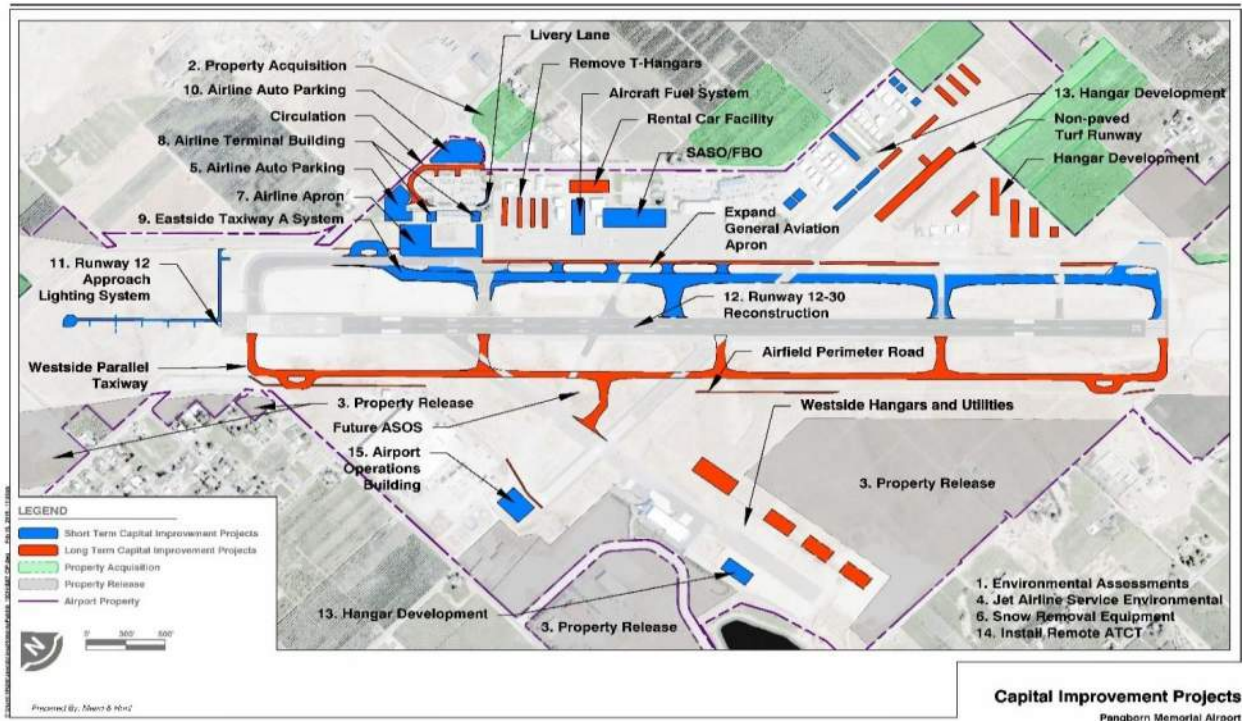 Livery Lane
2. Property Acquisition
Remove T-Hangars
10. Airline Auto Parking
Aircraft Fuel System
13. Hangar Development
Circulation
Rental Car Facility
Non-paved
Turf Runway
8. Airline Terminal Building
SASO/FBO
Hangar Development
5. Airline Auto Parking
7. Airline Apron
9. Eastside Taxiway A System
Expand
General Aviation
Apron
11. Runway 12
Approach
Lighting System
12. Runway 12-30
Reconstruction
Westside Parallel
Taxiway
Airfield Perimeter Road
3. Property Release
Westside Hangars and Utilities
Future ASOS
15. Airport
Operations
Building
3. Property Release
LEGEND
Short Term Capital Improvement Projects
Long Term Capital Improvement Projects
Property Acquisition
Property Release
Airport Property
N
0' 300' 600'
13. Hangar Development
3. Property Release
1. Environmental Assessments
4. Jet Airline Service Environmental
6. Snow Removal Equipment
14. Install Remote ATCT
Prepared By: Mead & Hunt
Capital Improvement Projects
Pangborn Memorial Airport